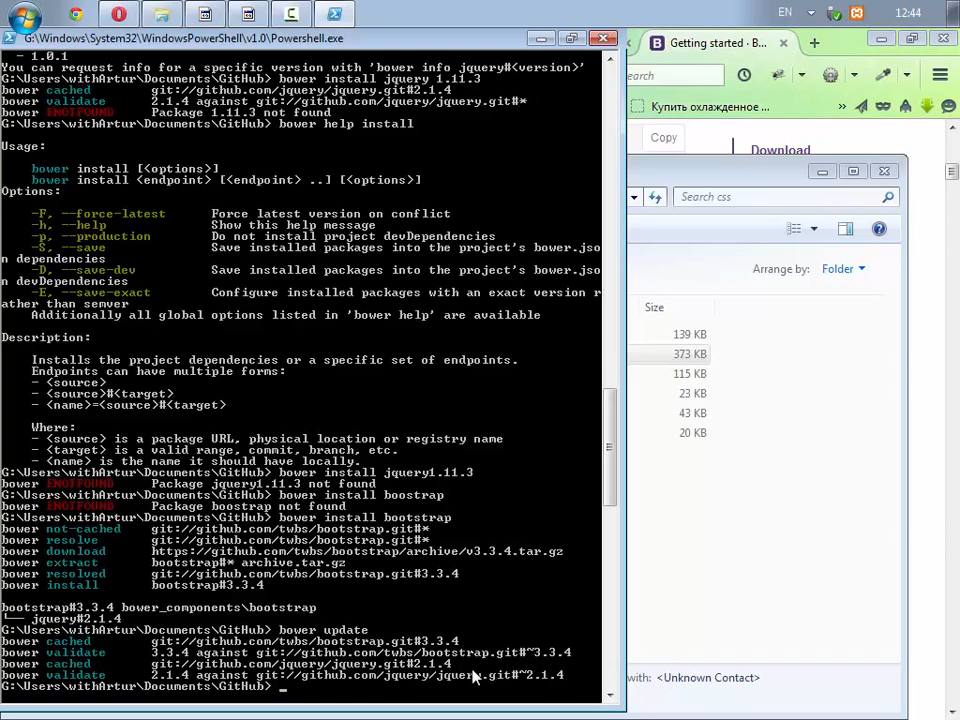 EN
12:44
G:\Windows\System32\WindowsPowerShell\v1.0\Powershell.exe
- 1.0.1
You can request info for a specific version with 'bower info jquery#<version>'
G:\Users\withArtur\Documents\GitHub> bower install jquery 1.11.3
bower cached git://github.com/jquery/jquery.git#2.1.4
bower validate 2.1.4 against git://github.com/jquery/jquery.git#*
bower ENOTFOUND Package 1.11.3 not found
G:\Users\withArtur\Documents\GitHub> bower help install
Usage:
bower install [<options>]
bower install <endpoint> [<endpoint> ..] [<options>]
Options:
-F, --force-latest Force latest version on conflict
-h, --help Show this help message
-p, --production Do not install project devDependencies
-S, --save Save installed packages into the project's bower.jso
n dependencies
-D, --save-dev Save installed packages into the project's bower.jso
n devDependencies
-E, --save-exact Configure installed packages with an exact version r
ather than semver
Additionally all global options listed in 'bower help' are available
Description:
Installs the project dependencies or a specific set of endpoints.
Endpoints can have multiple forms:
- <source>
- <source>#<target>
- <name>=<source>#<target>
Where:
- <source> is a package URL, physical location or registry name
- <target> is a valid range, commit, branch, etc.
- <name> is the name it should have locally.
G:\Users\withArtur\Documents\GitHub> bower install jquery1.11.3
bower ENOTFOUND Package jquery1.11.3 not found
G:\Users\withArtur\Documents\GitHub> bower install boostrap
bower ENOTFOUND Package boostrap not found
G:\Users\withArtur\Documents\GitHub> bower install bootstrap
bower not-cached git://github.com/twbs/bootstrap.git#*
bower resolve git://github.com/twbs/bootstrap.git#*
bower download https://github.com/twbs/bootstrap/archive/v3.3.4.tar.gz
bower extract bootstrap#* archive.tar.gz
bower resolved git://github.com/twbs/bootstrap.git#3.3.4
bower install bootstrap#3.3.4
bootstrap#3.3.4 bower_components\bootstrap
└── jquery#2.1.4
G:\Users\withArtur\Documents\GitHub> bower update
bower cached git://github.com/twbs/bootstrap.git#3.3.4
bower validate 3.3.4 against git://github.com/twbs/bootstrap.git#~3.3.4
bower cached git://github.com/jquery/jquery.git#2.1.4
bower validate 2.1.4 against git://github.com/jquery/jquery.git#~2.1.4
G:\Users\withArtur\Documents\GitHub> _
B Getting started · B...
search
Купить охлажденное ...
Copy
Download
Search css
Arrange by: Folder
Size
139 KB
373 KB
115 KB
23 KB
43 KB
20 KB
with: <Unknown Contact>